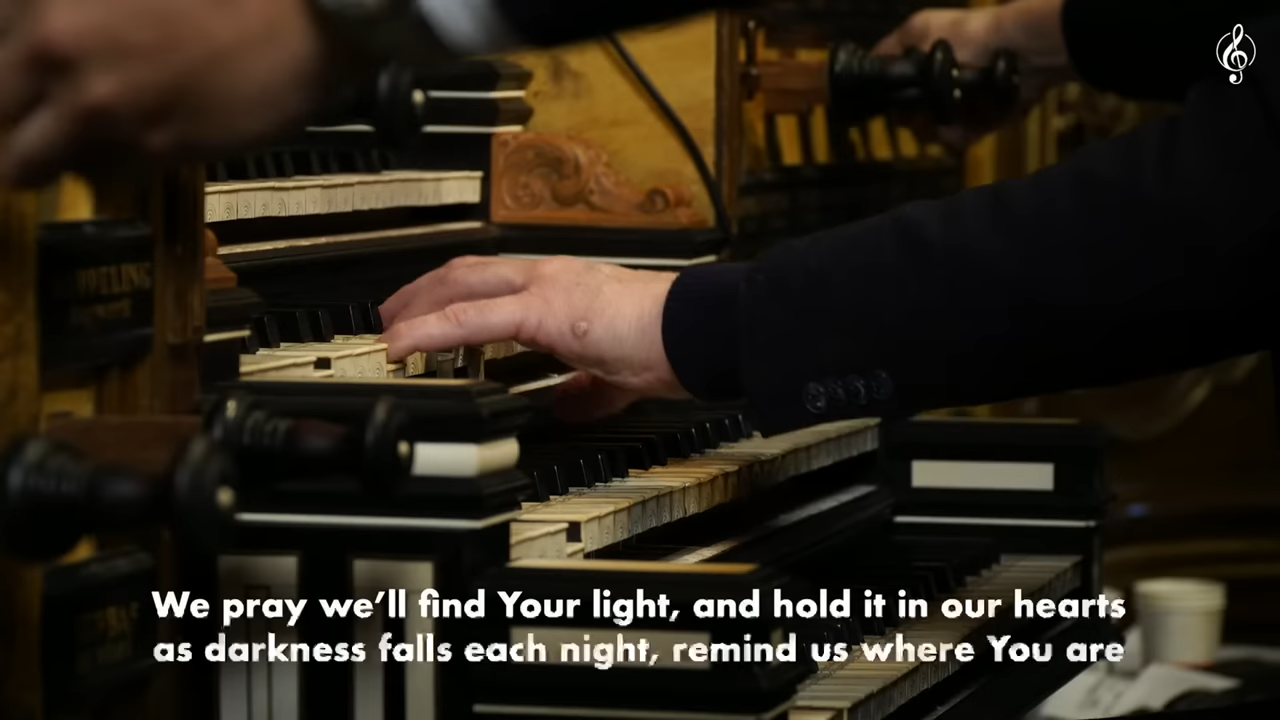 We pray we'll find Your light, and hold it in our hearts
as darkness falls each night, remind us where You are